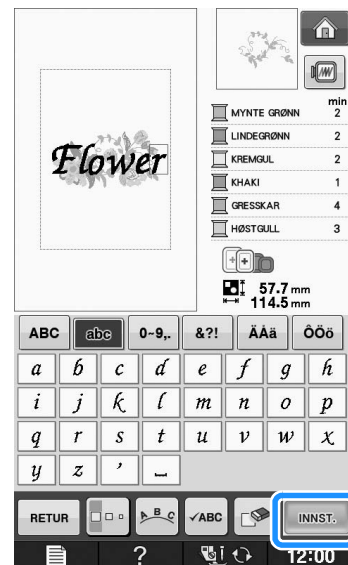 min
MYNTE GRØNN 2
LINDEGRØNN 2
KREMGUL 2
KHAKI 1
GRESSKAR 4
HØSTGULL 3
Flower
57.7 mm
114.5 mm
ABC abc 0~9,. &?! ÄÅä ÔÖö
a b c d e f g h
i j k l m n o p
q r s t u v w x
y z ’ _
RETUR A B C ✓ABC INNST.
? 12:00